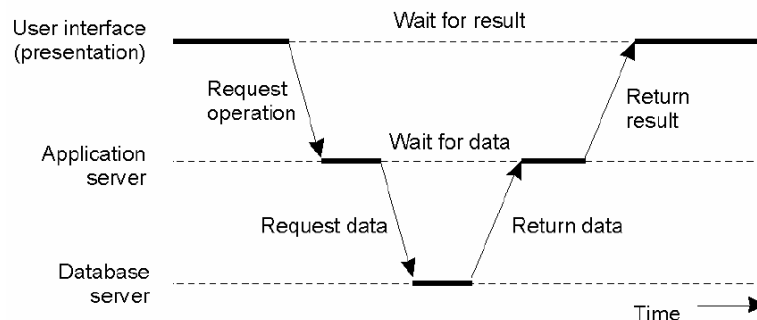 User interface
(presentation)
Wait for result
Request
operation
Return
result
Application
server
Wait for data
Request data
Return data
Database
server
Time